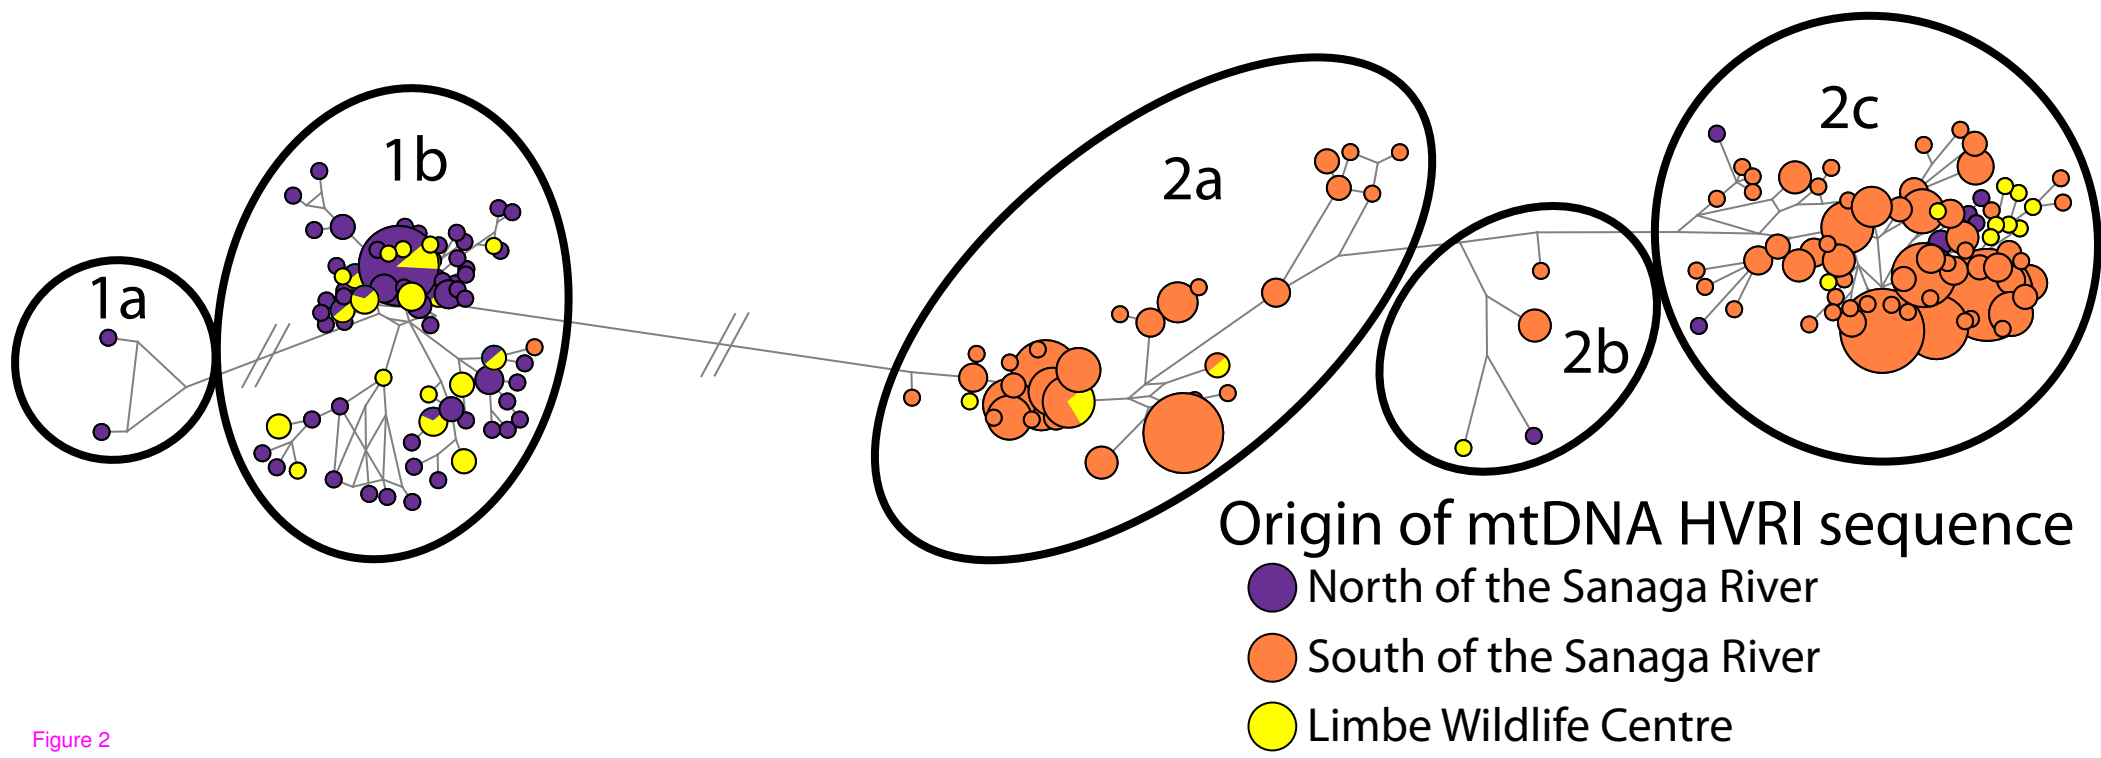 1a
1b
2a
2b
2c
Origin of mtDNA HVRI sequence
North of the Sanaga River
South of the Sanaga River
Limbe Wildlife Centre
Figure 2